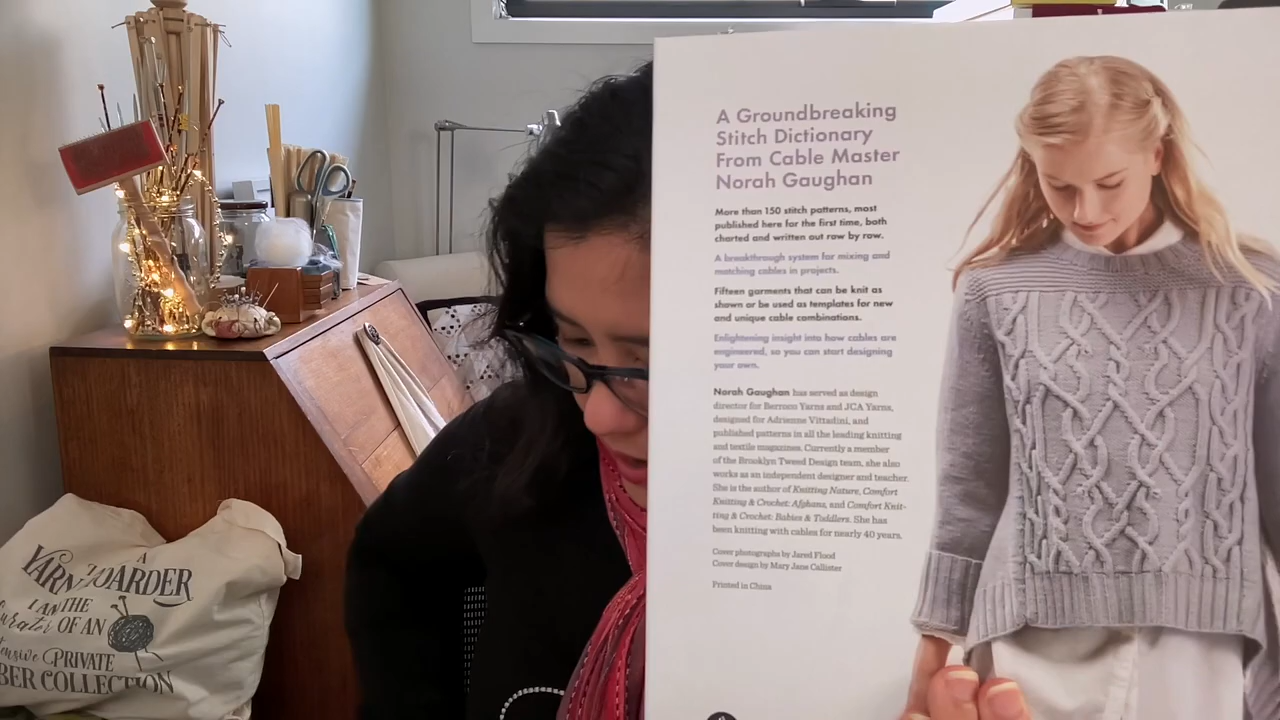 A Groundbreaking
Stitch Dictionary
From Cable Master
Norah Gaughan
More than 150 stitch patterns, most
published here for the first time, both
charted and written out row by row.
A breakthrough system for mixing and
matching cables in projects.
Fifteen garments that can be knit as
shown or be used as templates for new
and unique cable combinations.
Enlightening insight into how cables are
engineered, so you can start designing
your own.
Norah Gaughan has served as design
director for Berroco Yarns and JCA Yarns,
designed for Adrienne Vittadini, and
published patterns in all the leading knitting
and textile magazines. Currently a member
of the Brooklyn Tweed Design team, she also
works as an independent designer and teacher.
She is the author of Knitting Nature, Comfort
Knitting & Crochet: Afghans, and Comfort Knit-
ting & Crochet: Babies & Toddlers. She has
been knitting with cables for nearly 40 years.
Cover photographs by Jared Flood
Cover design by Mary Jane Callister
Printed in China
A
YARN HOARDER
I AM THE
OF AN
PRIVATE
COLLECTION